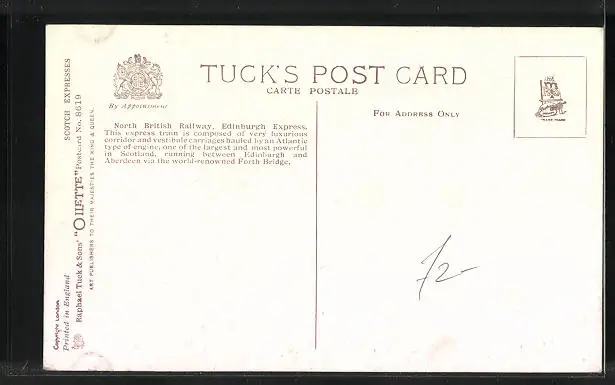 TUCK'S POST CARD
CARTE POSTALE
By Appointment
FOR ADDRESS ONLY
North British Railway, Edinburgh Express.
This express train is composed of very luxurious
corridor and vestibule carriages hauled by an Atlantic
type of engine, one of the largest and most powerful
in Scotland, running between Edinburgh and
Aberdeen via the world-renowned Forth Bridge.
SCOTCH EXPRESSES
Raphael Tuck & Sons' "OILETTE" Postcard No. 8619
ART PUBLISHERS TO THEIR MAJESTIES THE KING & QUEEN.
Copyright London
Printed in England
TRADE MARK
72-